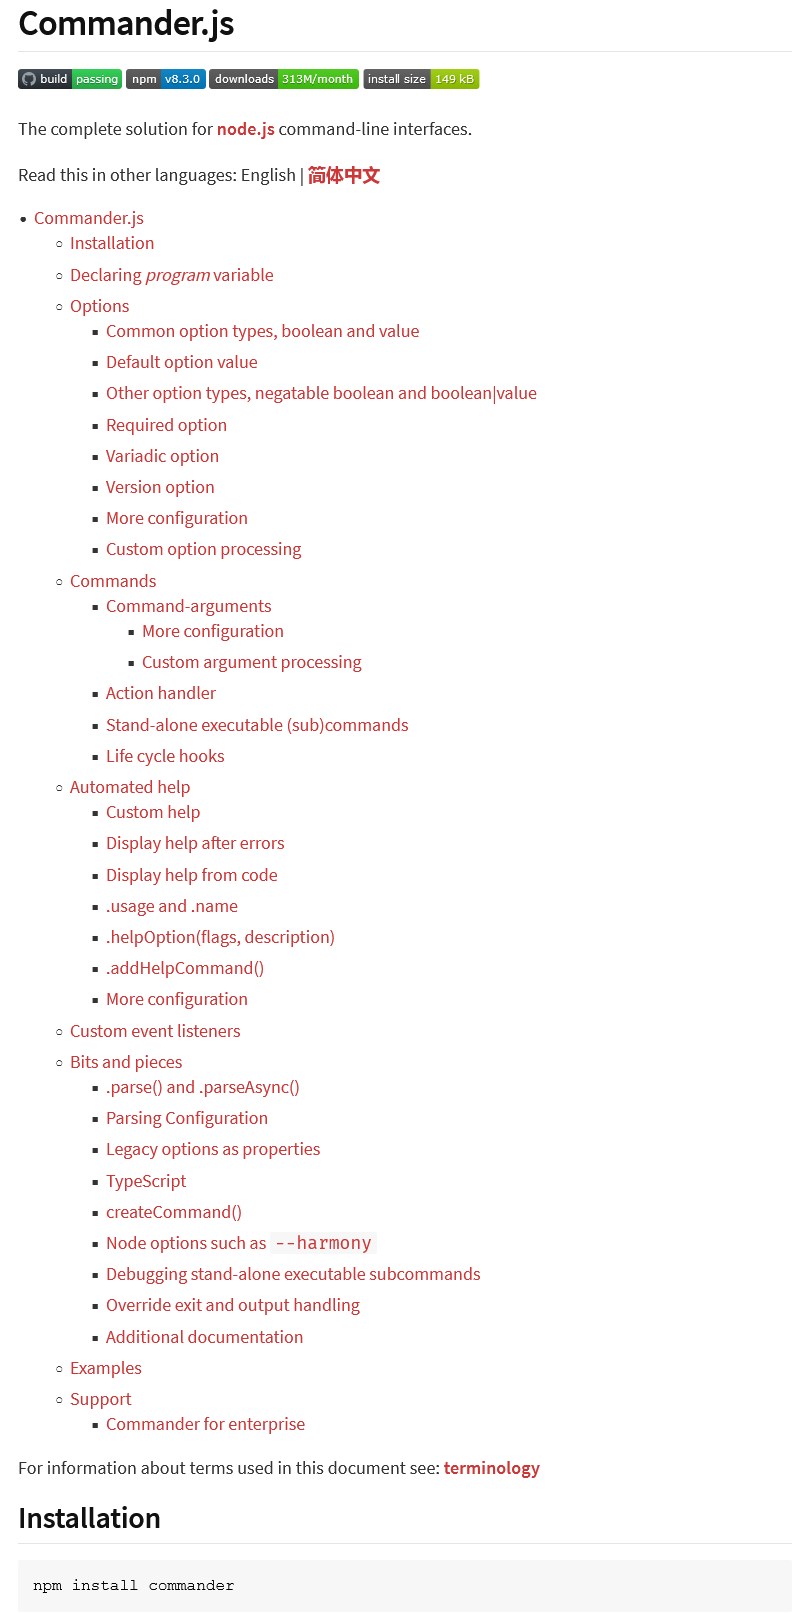 Commander.js
build passing npm v8.3.0 downloads 313M/month install size 149 kB
The complete solution for node.js command-line interfaces.
Read this in other languages: English | 简体中文
Commander.js
Installation
Declaring program variable
Options
Common option types, boolean and value
Default option value
Other option types, negatable boolean and boolean|value
Required option
Variadic option
Version option
More configuration
Custom option processing
Commands
Command-arguments
More configuration
Custom argument processing
Action handler
Stand-alone executable (sub)commands
Life cycle hooks
Automated help
Custom help
Display help after errors
Display help from code
.usage and .name
.helpOption(flags, description)
.addHelpCommand()
More configuration
Custom event listeners
Bits and pieces
.parse() and .parseAsync()
Parsing Configuration
Legacy options as properties
TypeScript
createCommand()
Node options such as --harmony
Debugging stand-alone executable subcommands
Override exit and output handling
Additional documentation
Examples
Support
Commander for enterprise
For information about terms used in this document see: terminology
Installation
npm install commander